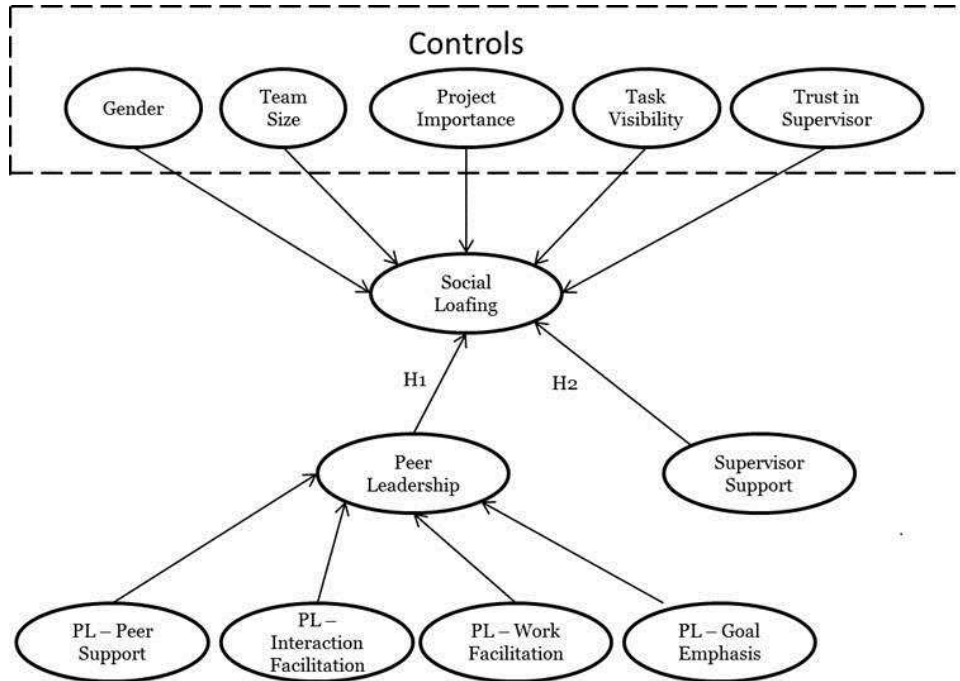 Controls
Gender
Team
Size
Project
Importance
Task
Visibility
Trust in
Supervisor
Social
Loafing
H1
H2
Peer
Leadership
Supervisor
Support
PL – Peer
Support
PL –
Interaction
Facilitation
PL – Work
Facilitation
PL – Goal
Emphasis